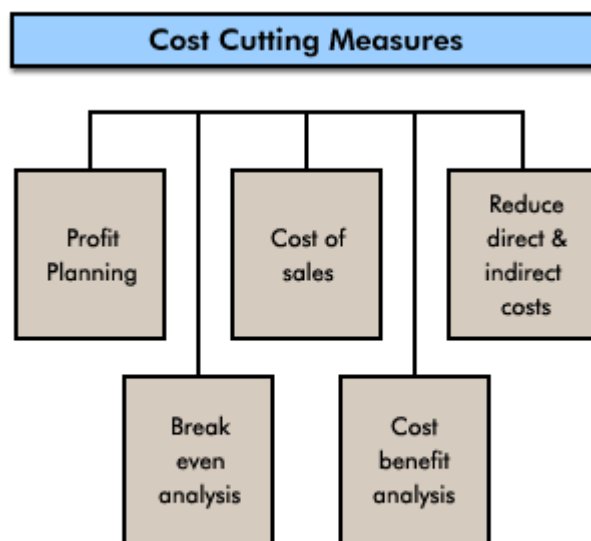 Cost Cutting Measures
Profit
Planning
Cost of
sales
Reduce
direct &
indirect
costs
Break
even
analysis
Cost
benefit
analysis